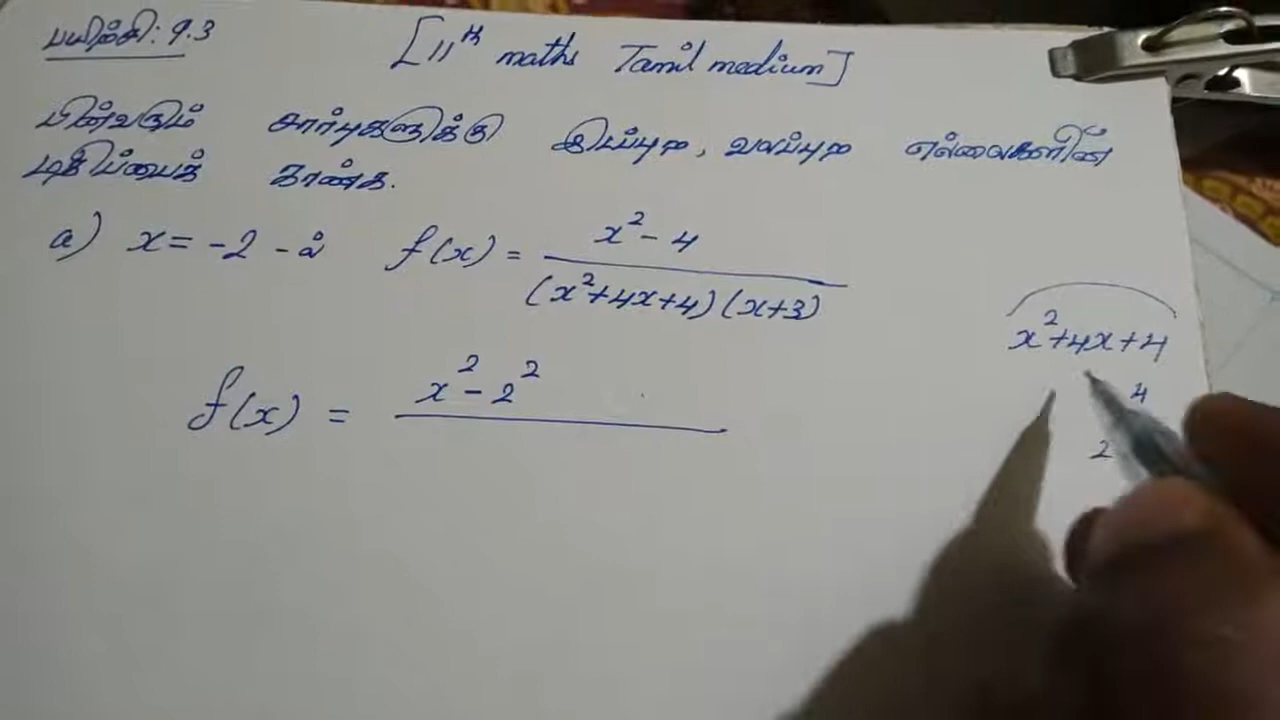 பயிற்சி: 9.3
[11th maths Tamil medium]
பின்வரும் சார்புகளுக்கு இடப்புற, வலப்புற எல்லைகளின்
மதிப்பைக் காண்க.
a) x = -2 -ல் f(x) = x² - 4 / (x²+4x+4)(x+3)
x²+4x+4
f(x) = x² - 2²
4
2